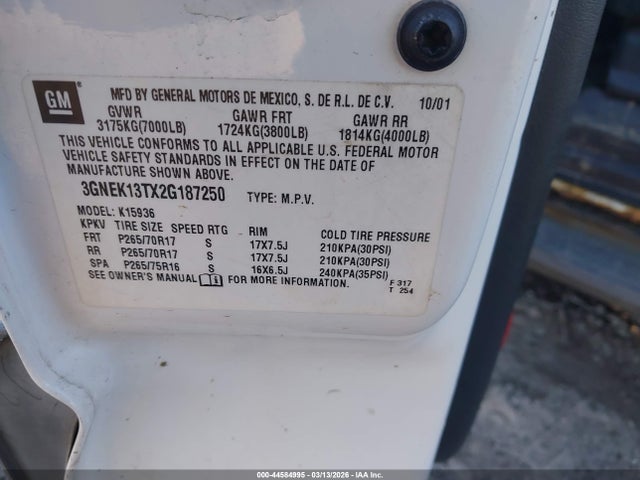 GM ®
MFD BY GENERAL MOTORS DE MEXICO, S. DE R.L. DE C.V. 10/01
GVWR GAWR FRT GAWR RR
3175KG(7000LB) 1724KG(3800LB) 1814KG(4000LB)
THIS VEHICLE CONFORMS TO ALL APPLICABLE U.S. FEDERAL MOTOR
VEHICLE SAFETY STANDARDS IN EFFECT ON THE DATE OF
MANUFACTURE SHOWN ABOVE.
3GNEK13TX2G187250 TYPE: M.P.V.
MODEL: K15936
KPKV TIRE SIZE SPEED RTG RIM COLD TIRE PRESSURE
FRT P265/70R17 S 17X7.5J 210KPA(30PSI)
RR P265/70R17 S 17X7.5J 210KPA(30PSI)
SPA P265/75R16 S 16X6.5J 240KPA(35PSI)
SEE OWNER'S MANUAL FOR MORE INFORMATION.
F 317
T 254
000-44584995 | 03/13/2026 - IAAI.COM